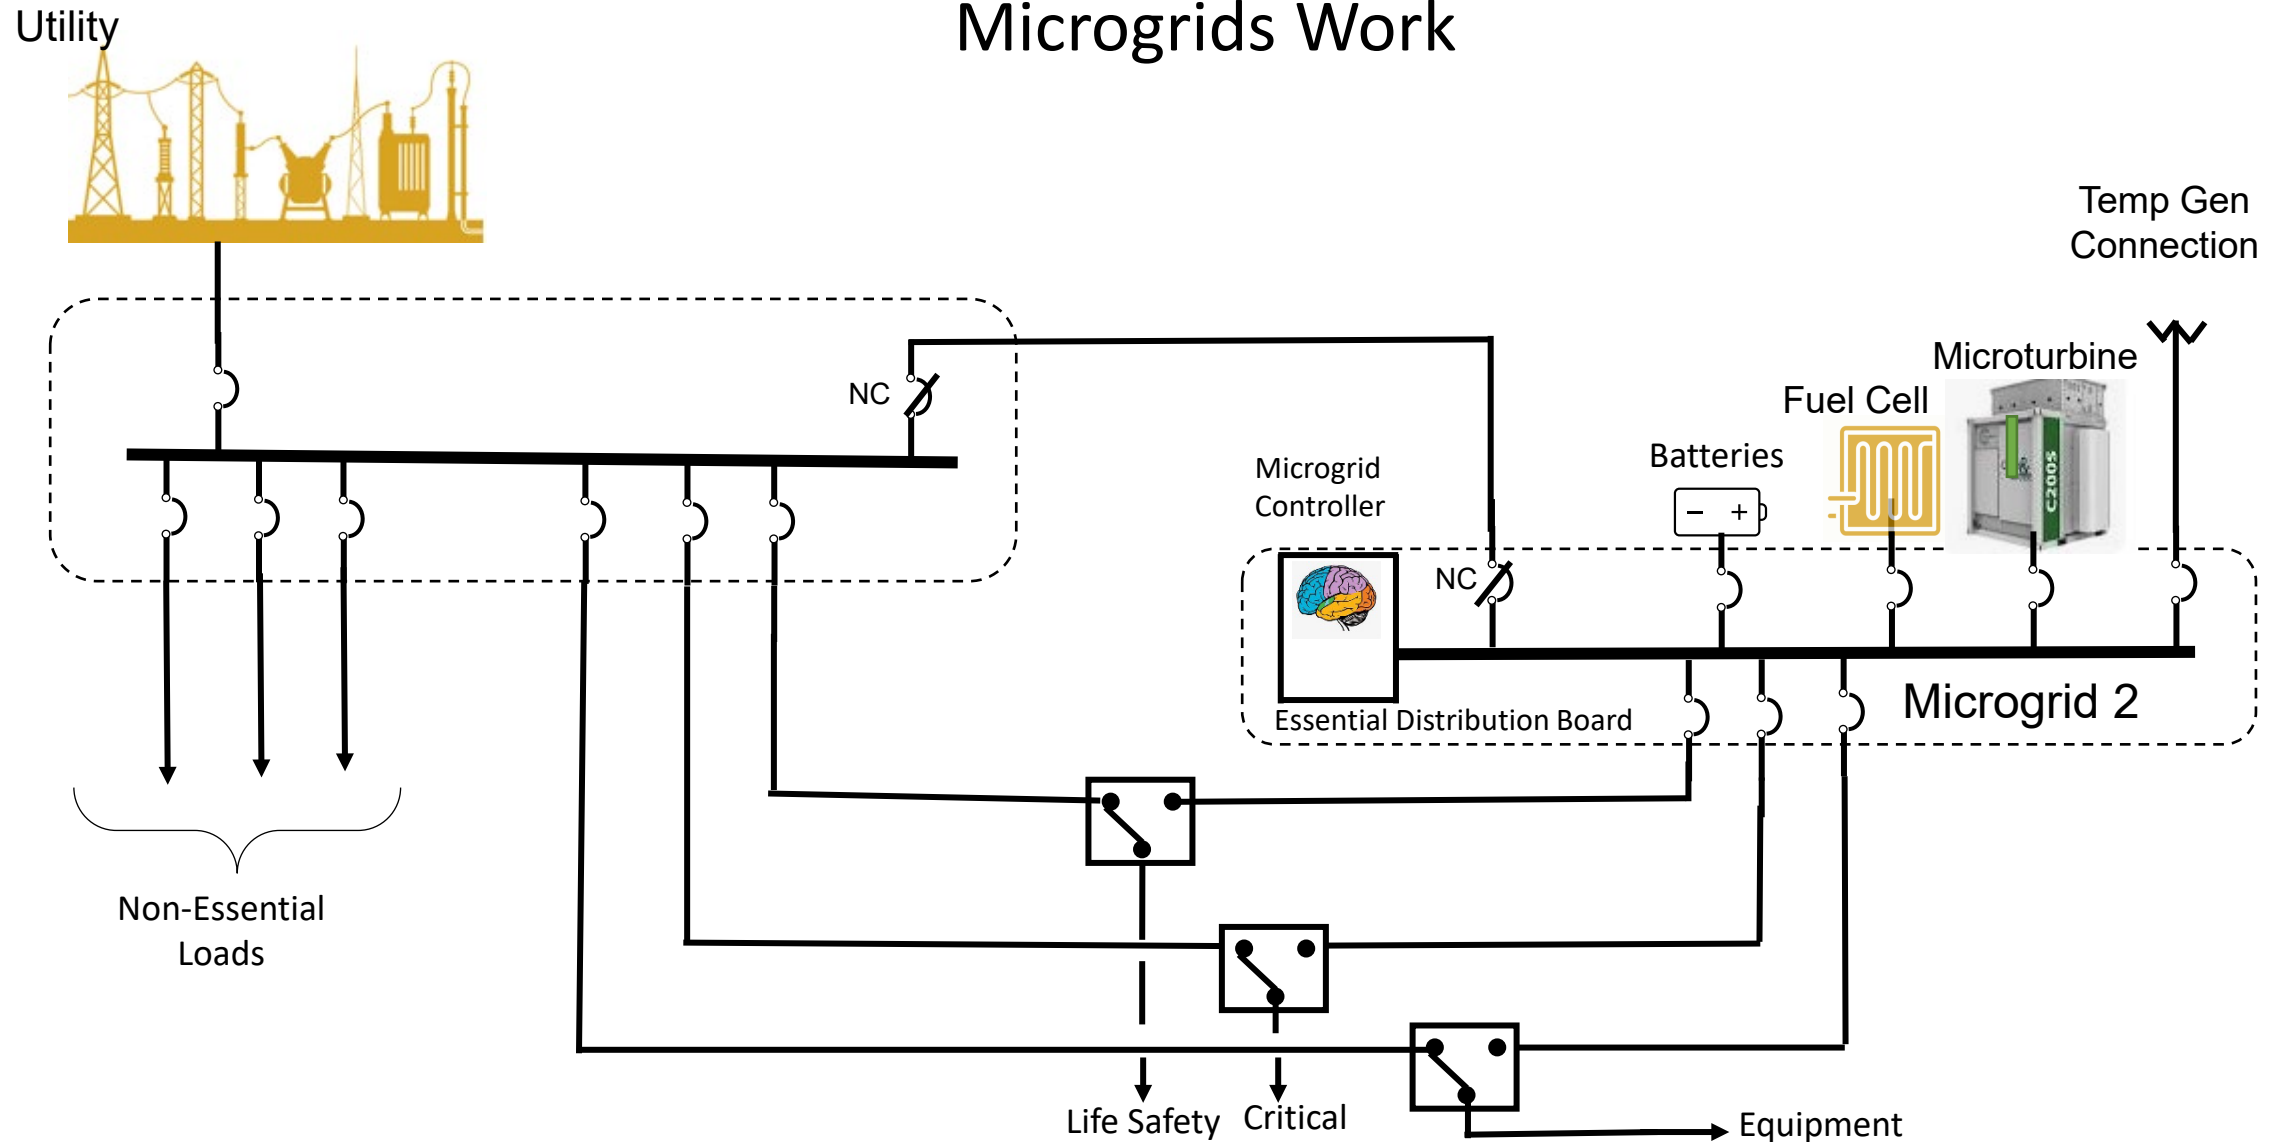 Microgrids Work
Utility
Temp Gen
Connection
Microturbine
Fuel Cell
NC
Batteries
Microgrid
Controller
C200S
NC
Microgrid 2
Essential Distribution Board
Non-Essential
Loads
Life Safety
Critical
Equipment